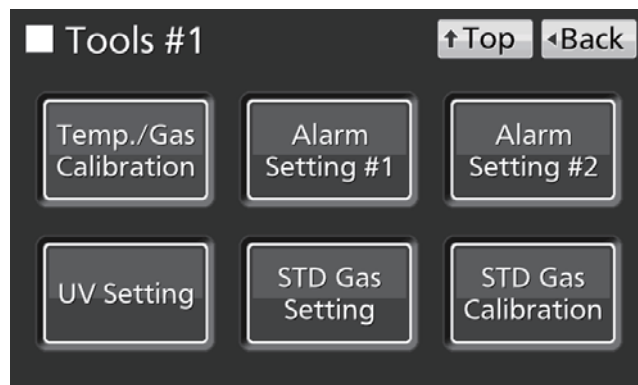 Tools #1
Top
Back
Temp./Gas
Calibration
Alarm
Setting #1
Alarm
Setting #2
UV Setting
STD Gas
Setting
STD Gas
Calibration